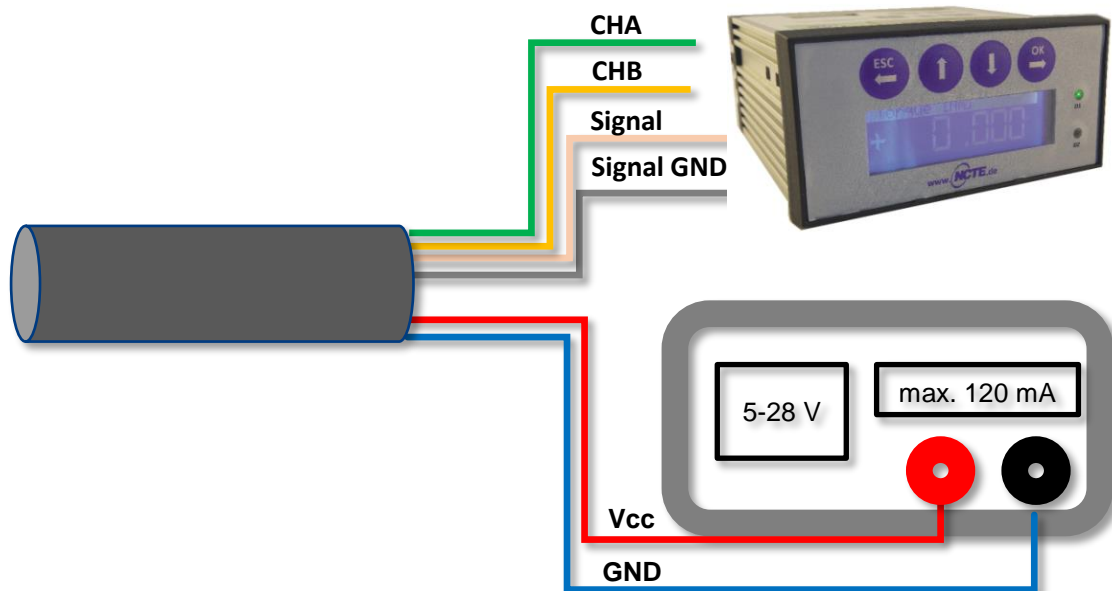 CHA
CHB
Signal
Signal GND
ESC
OK
0.000
www.NCTE.de
5-28 V
max. 120 mA
Vcc
GND